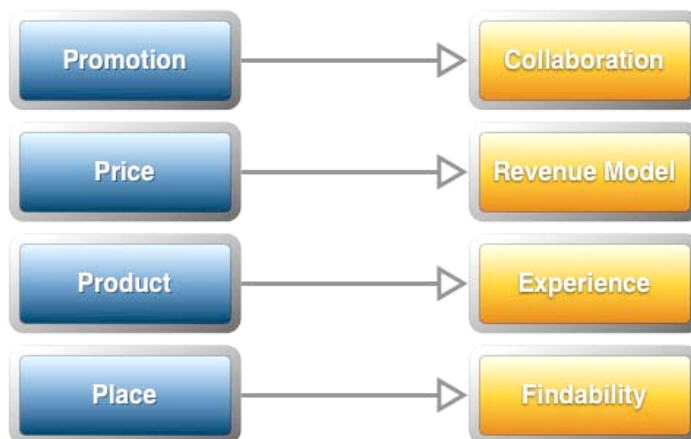 Promotion Collaboration
Price Revenue Model
Product Experience
Place Findability